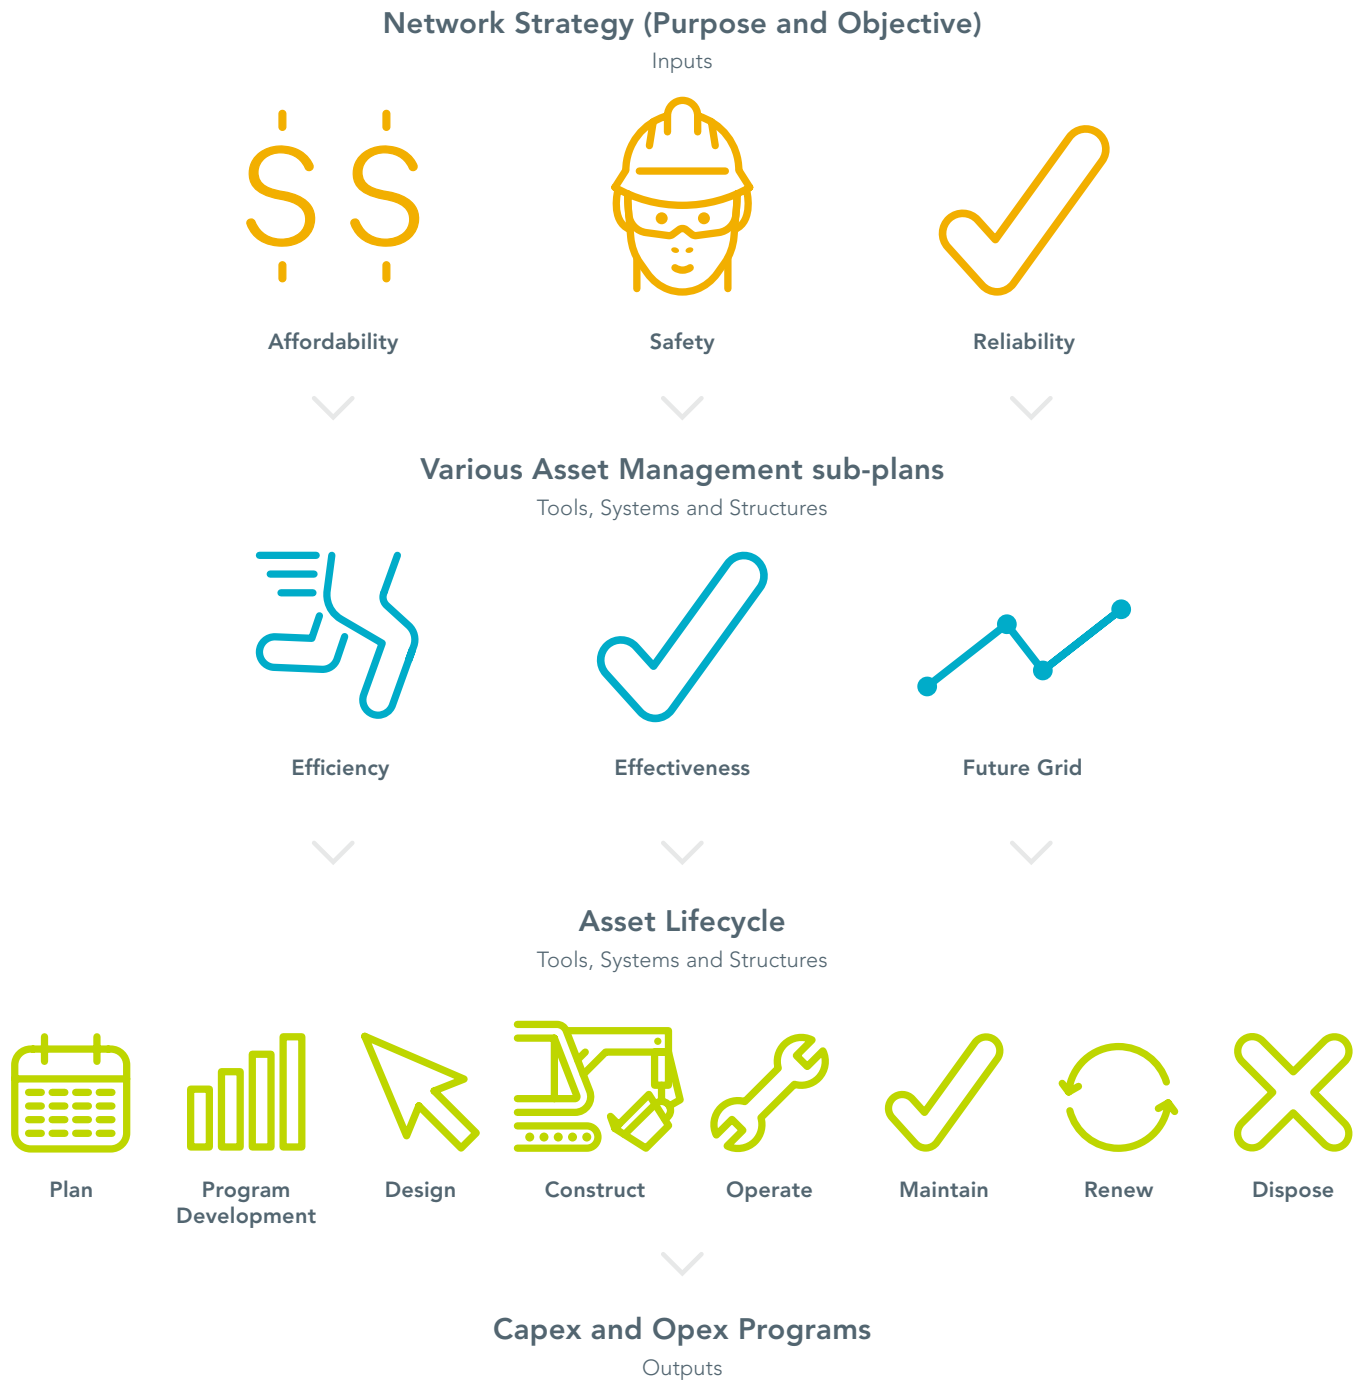 Network Strategy (Purpose and Objective)
Inputs
Affordability
Safety
Reliability
Various Asset Management sub-plans
Tools, Systems and Structures
Efficiency
Effectiveness
Future Grid
Asset Lifecycle
Tools, Systems and Structures
Plan
Program
Development
Design
Construct
Operate
Maintain
Renew
Dispose
Capex and Opex Programs
Outputs